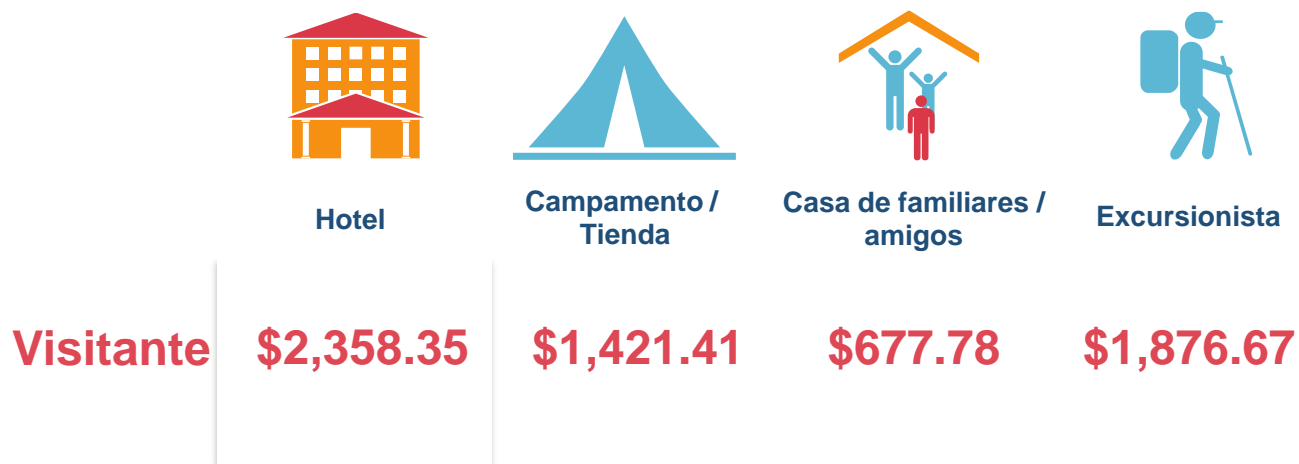 Hotel
Campamento /
Tienda
Casa de familiares /
amigos
Excursionista
Visitante $2,358.35 $1,421.41 $677.78 $1,876.67